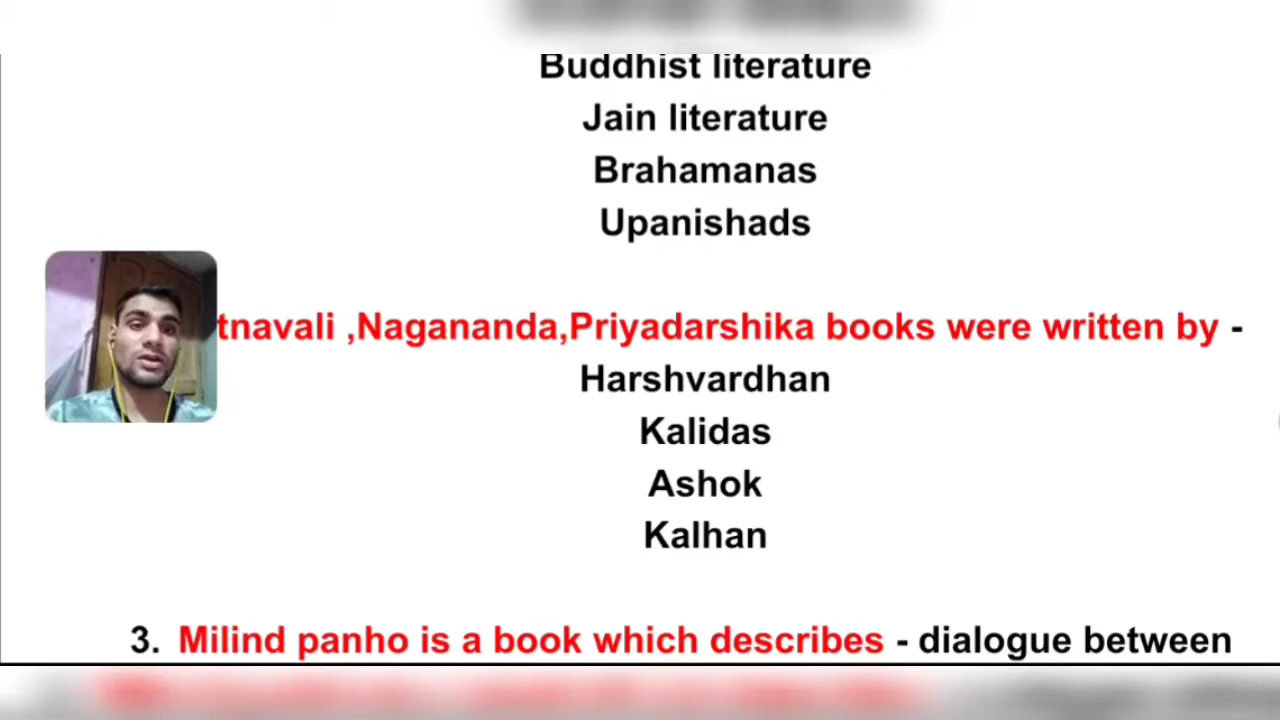 Buddhist literature
Jain literature
Brahamanas
Upanishads
tnavali ,Nagananda,Priyadarshika books were written by -
Harshvardhan
Kalidas
Ashok
Kalhan
3. Milind panho is a book which describes - dialogue between